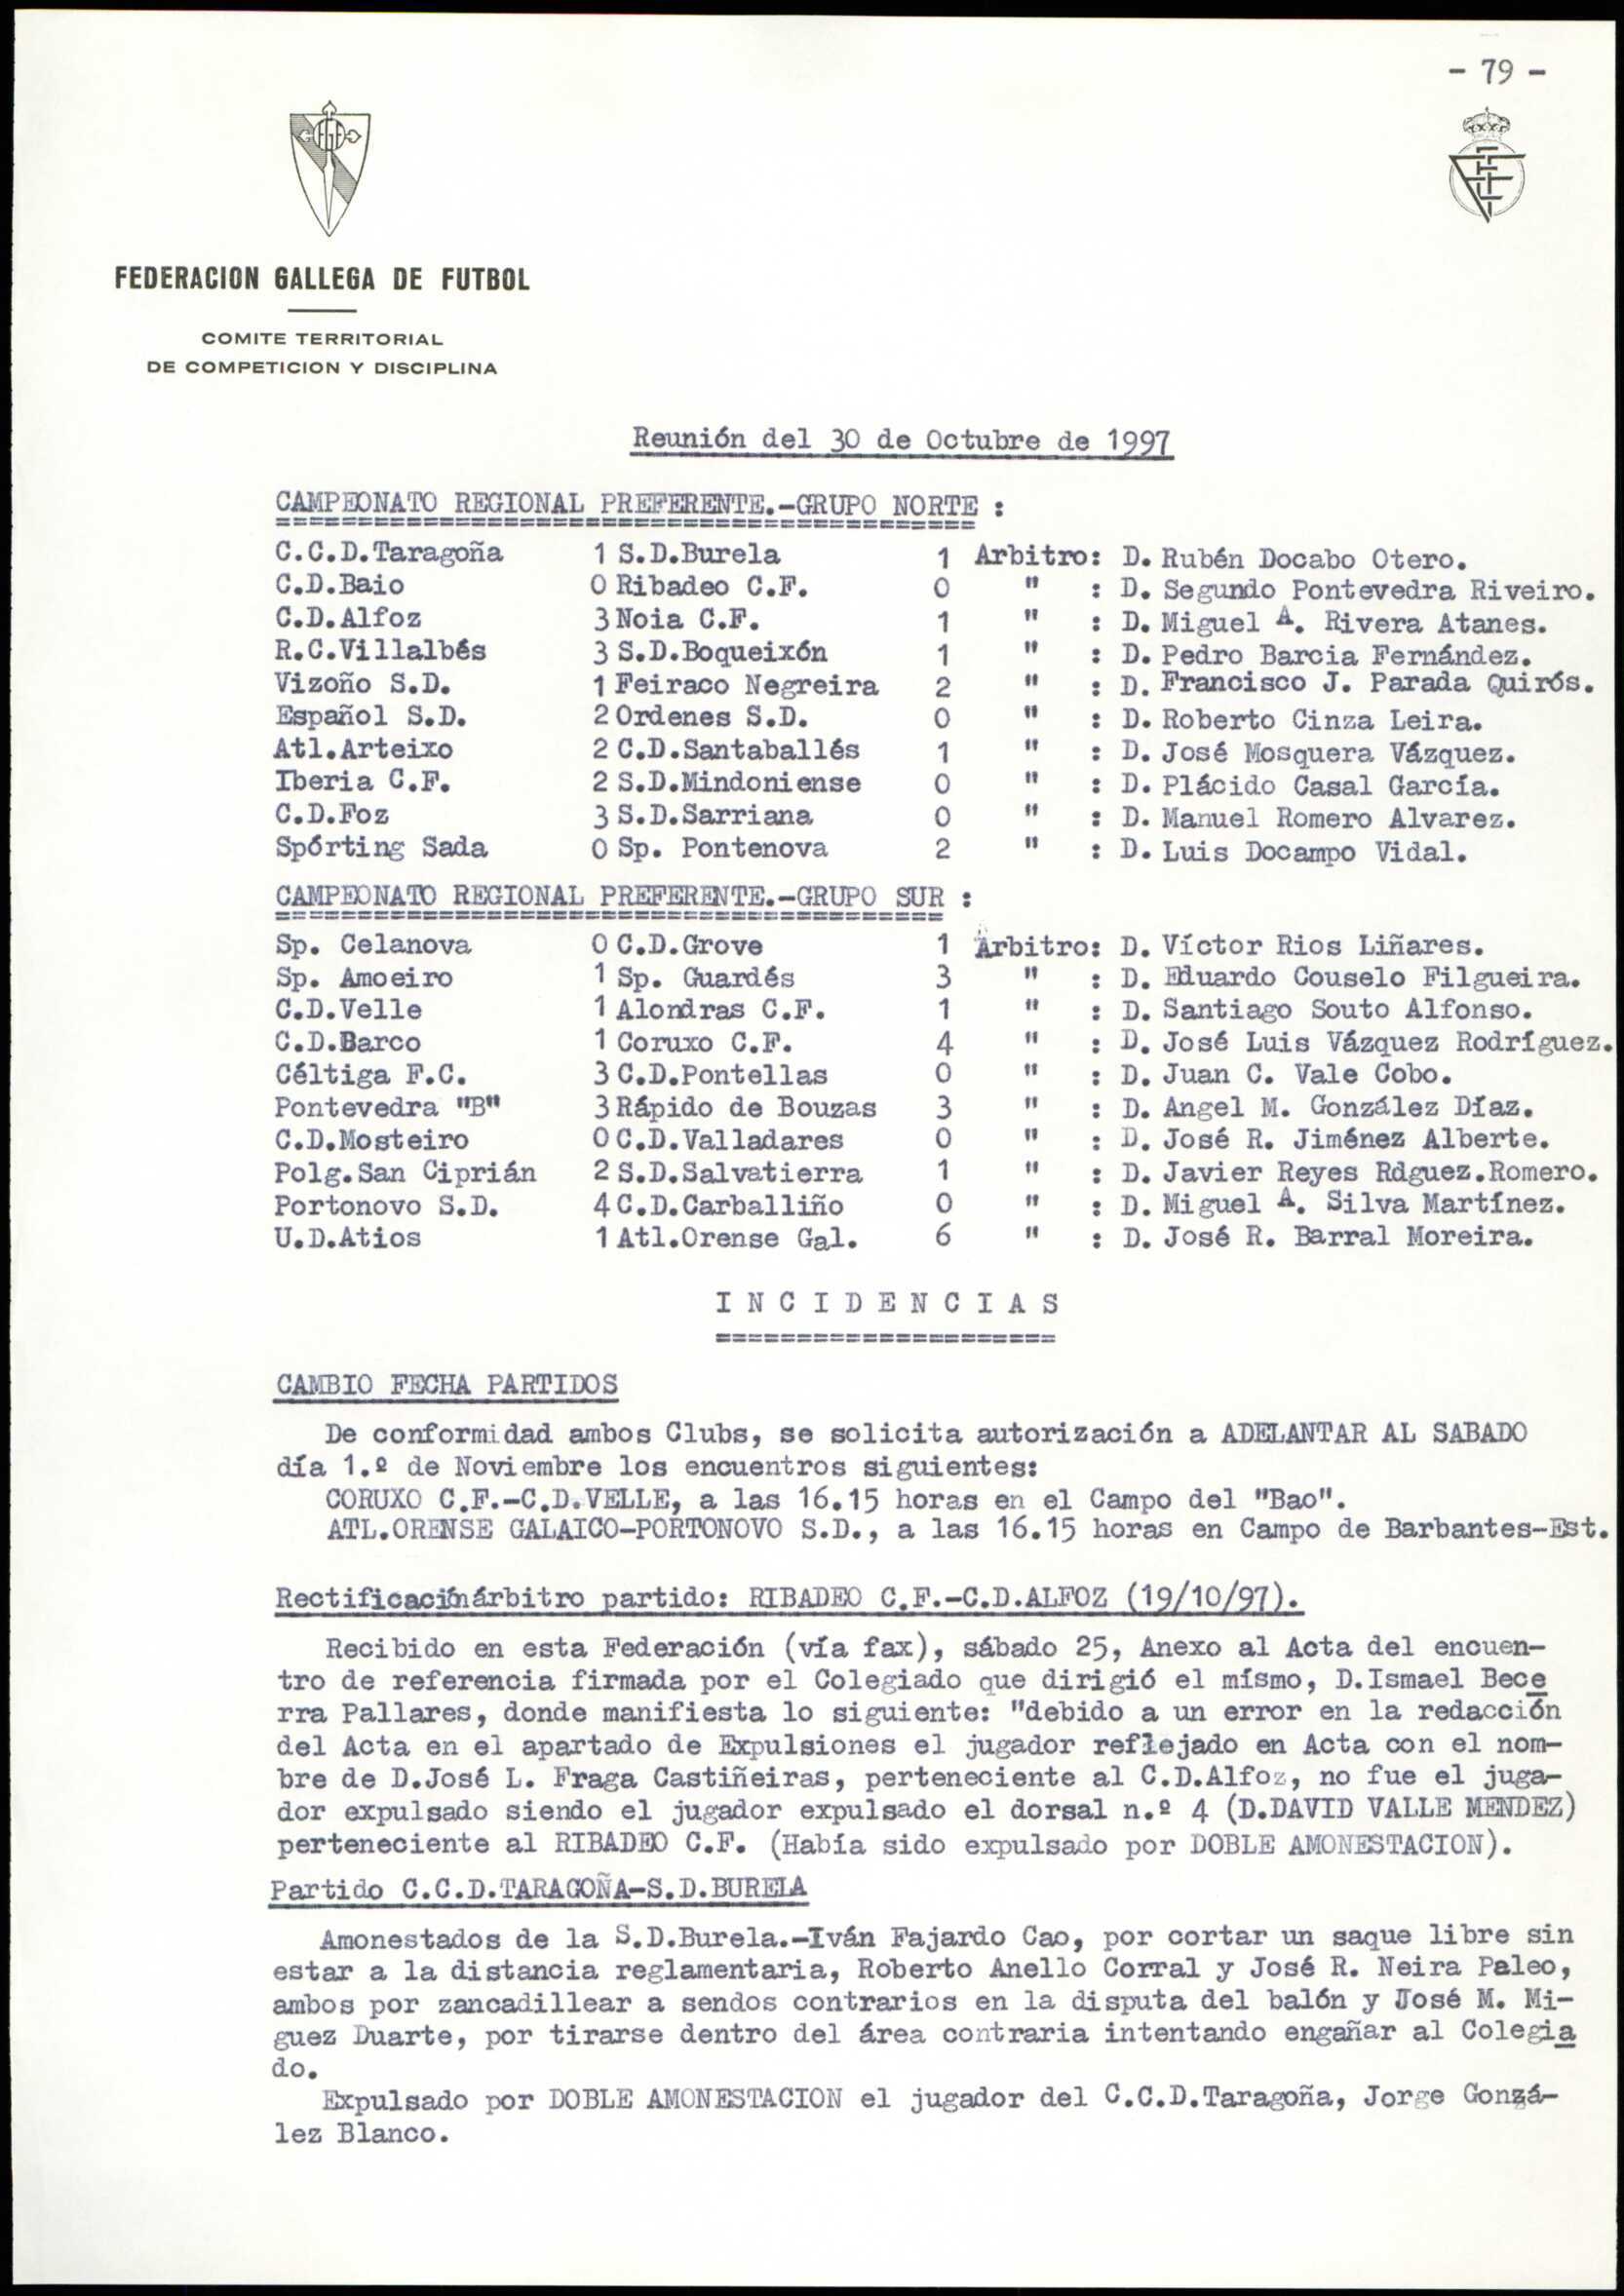 - 79 -
FEDERACION GALLEGA DE FUTBOL
COMITE TERRITORIAL
DE COMPETICION Y DISCIPLINA
Reunión del 30 de Octubre de 1997
CAMPEONATO REGIONAL PREFERENTE.-GRUPO NORTE :
C.C.D.Taragoña 1 S.D.Burela 1 Arbitro: D. Rubén Docabo Otero.
C.D.Baio 0 Ribadeo C.F. 0 " : D. Segundo Pontevedra Riveiro.
C.D.Alfoz 3 Noia C.F. 1 " : D. Miguel A. Rivera Atanes.
R.C.Villalbés 3 S.D.Boqueixón 1 " : D. Pedro Barcia Fernández.
Vizoño S.D. 1 Feiraco Negreira 2 " : D. Francisco J. Parada Quirós.
Español S.D. 2 Ordenes S.D. 0 " : D. Roberto Cinza Leira.
Atl.Arteixo 2 C.D.Santaballés 1 " : D. José Mosquera Vázquez.
Iberia C.F. 2 S.D.Mindoniense 0 " : D. Plácido Casal García.
C.D.Foz 3 S.D.Sarriana 0 " : D. Manuel Romero Alvarez.
Spórting Sada 0 Sp. Pontenova 2 " : D. Luis Docampo Vidal.
CAMPEONATO REGIONAL PREFERENTE.-GRUPO SUR :
Sp. Celanova 0 C.D.Grove 1 Arbitro: D. Víctor Rios Liñares.
Sp. Amoeiro 1 Sp. Guardés 3 " : D. Eduardo Couselo Filgueira.
C.D.Velle 1 Alondras C.F. 1 " : D. Santiago Souto Alfonso.
C.D.Barco 1 Coruxo C.F. 4 " : D. José Luis Vázquez Rodríguez.
Céltiga F.C. 3 C.D.Pontellas 0 " : D. Juan C. Vale Cobo.
Pontevedra "B" 3 Rápido de Bouzas 3 " : D. Angel M. González Díaz.
C.D.Mosteiro 0 C.D.Valladares 0 " : D. José R. Jiménez Alberte.
Polg.San Ciprián 2 S.D.Salvatierra 1 " : D. Javier Reyes Rdguez.Romero.
Portonovo S.D. 4 C.D.Carballiño 0 " : D. Miguel A. Silva Martínez.
U.D.Atios 1 Atl.Orense Gal. 6 " : D. José R. Barral Moreira.
I N C I D E N C I A S
CAMBIO FECHA PARTIDOS
De conformidad ambos Clubs, se solicita autorización a ADELANTAR AL SABADO
día 1.º de Noviembre los encuentros siguientes:
CORUXO C.F.-C.D.VELLE, a las 16.15 horas en el Campo del "Bao".
ATL.ORENSE GALAICO-PORTONOVO S.D., a las 16.15 horas en Campo de Barbantes-Est.
Rectificación árbitro partido: RIBADEO C.F.-C.D.ALFOZ (19/10/97).
Recibido en esta Federación (vía fax), sábado 25, Anexo al Acta del encuen-
tro de referencia firmada por el Colegiado que dirigió el mísmo, D.Ismael Bece
rra Pallares, donde manifiesta lo siguiente: "debido a un error en la redacción
del Acta en el apartado de Expulsiones el jugador reflejado en Acta con el nom-
bre de D.José L. Fraga Castiñeiras, perteneciente al C.D.Alfoz, no fue el juga-
dor expulsado siendo el jugador expulsado el dorsal n.º 4 (D.DAVID VALLE MENDEZ)
perteneciente al RIBADEO C.F. (Había sido expulsado por DOBLE AMONESTACION).
Partido C.C.D.TARAGOÑA-S.D.BURELA
Amonestados de la S.D.Burela.-Iván Fajardo Cao, por cortar un saque libre sin
estar a la distancia reglamentaria, Roberto Anello Corral y José R. Neira Paleo,
ambos por zancadillear a sendos contrarios en la disputa del balón y José M. Mi-
guez Duarte, por tirarse dentro del área contraria intentando engañar al Colegia
do.
Expulsado por DOBLE AMONESTACION el jugador del C.C.D.Taragoña, Jorge Gonzá-
lez Blanco.